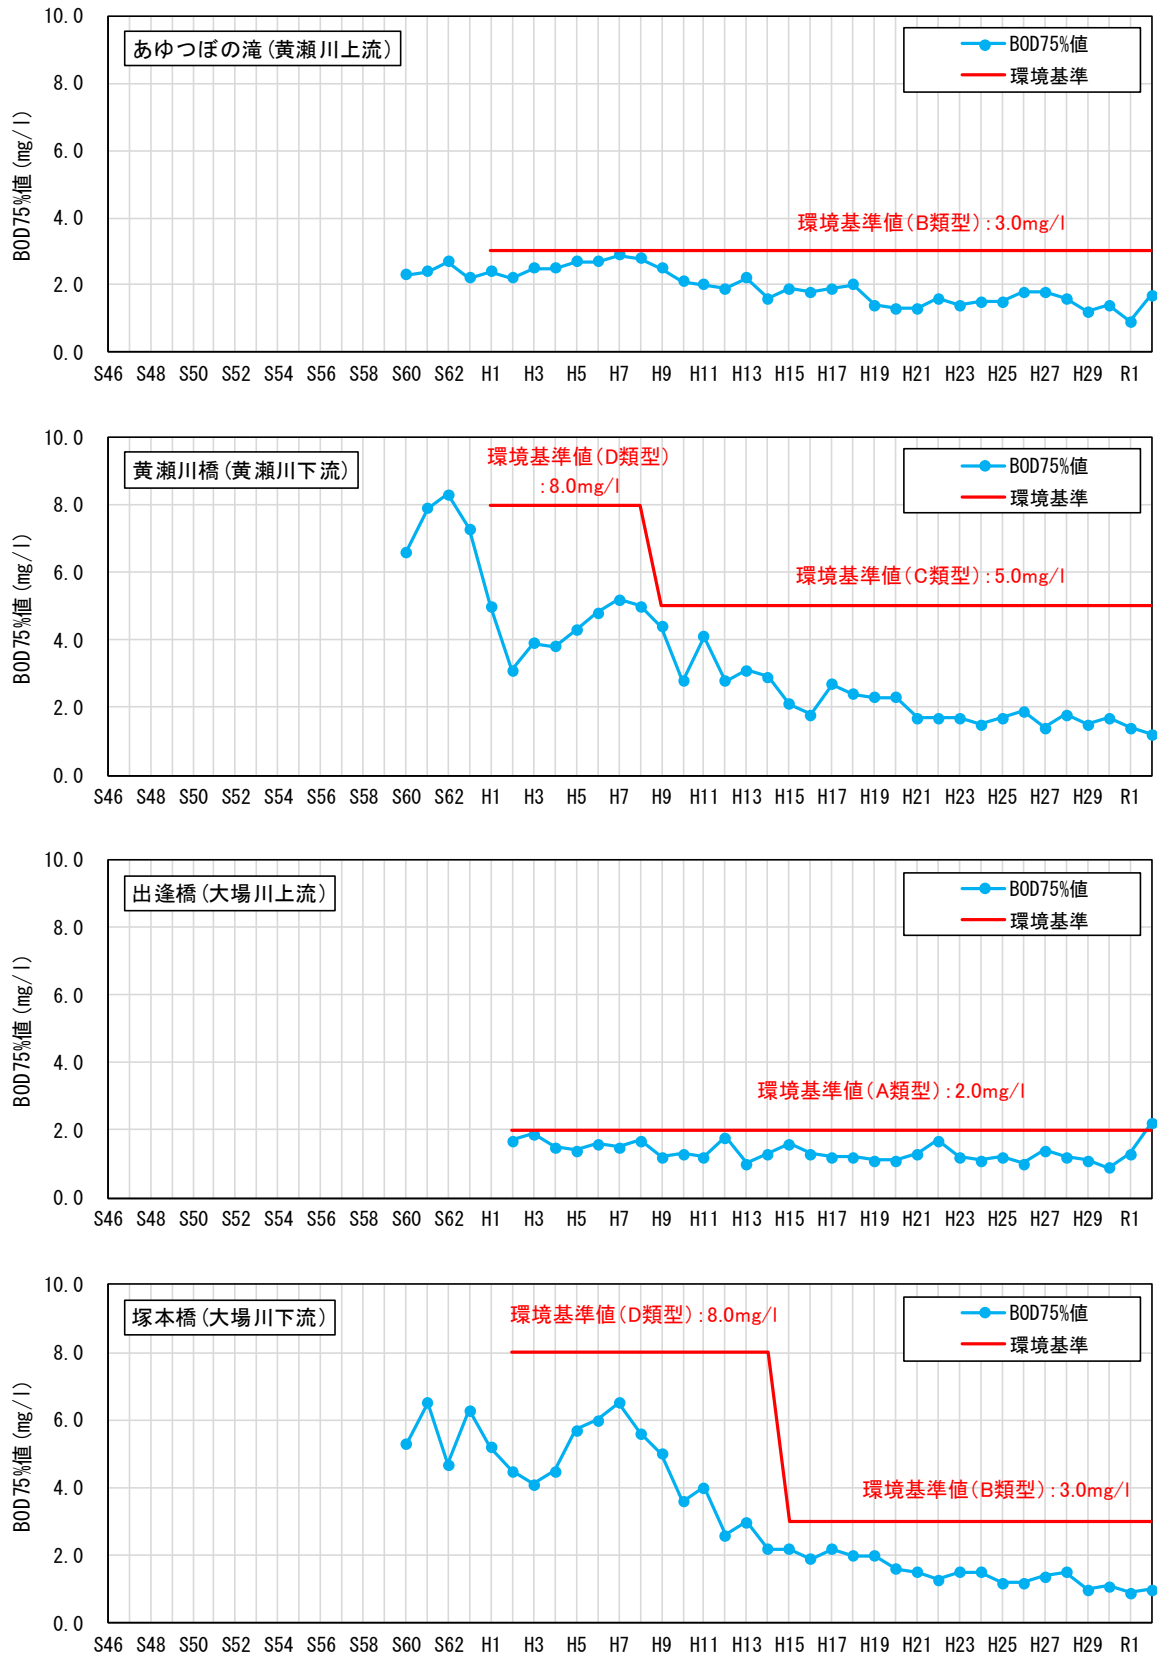 あゆつぼの滝(黄瀬川上流)
BOD75%値
環境基準
環境基準値(B類型):3.0mg/l
BOD75%値(mg/l)
10.0
8.0
6.0
4.0
2.0
0.0
S46 S48 S50 S52 S54 S56 S58 S60 S62 H1 H3 H5 H7 H9 H11 H13 H15 H17 H19 H21 H23 H25 H27 H29 R1
黄瀬川橋(黄瀬川下流)
環境基準値(D類型)
:8.0mg/l
BOD75%値
環境基準
環境基準値(C類型):5.0mg/l
BOD75%値(mg/l)
10.0
8.0
6.0
4.0
2.0
0.0
S46 S48 S50 S52 S54 S56 S58 S60 S62 H1 H3 H5 H7 H9 H11 H13 H15 H17 H19 H21 H23 H25 H27 H29 R1
出逢橋(大場川上流)
BOD75%値
環境基準
環境基準値(A類型):2.0mg/l
BOD75%値(mg/l)
10.0
8.0
6.0
4.0
2.0
0.0
S46 S48 S50 S52 S54 S56 S58 S60 S62 H1 H3 H5 H7 H9 H11 H13 H15 H17 H19 H21 H23 H25 H27 H29 R1
塚本橋(大場川下流)
環境基準値(D類型):8.0mg/l
BOD75%値
環境基準
環境基準値(B類型):3.0mg/l
BOD75%値(mg/l)
10.0
8.0
6.0
4.0
2.0
0.0
S46 S48 S50 S52 S54 S56 S58 S60 S62 H1 H3 H5 H7 H9 H11 H13 H15 H17 H19 H21 H23 H25 H27 H29 R1